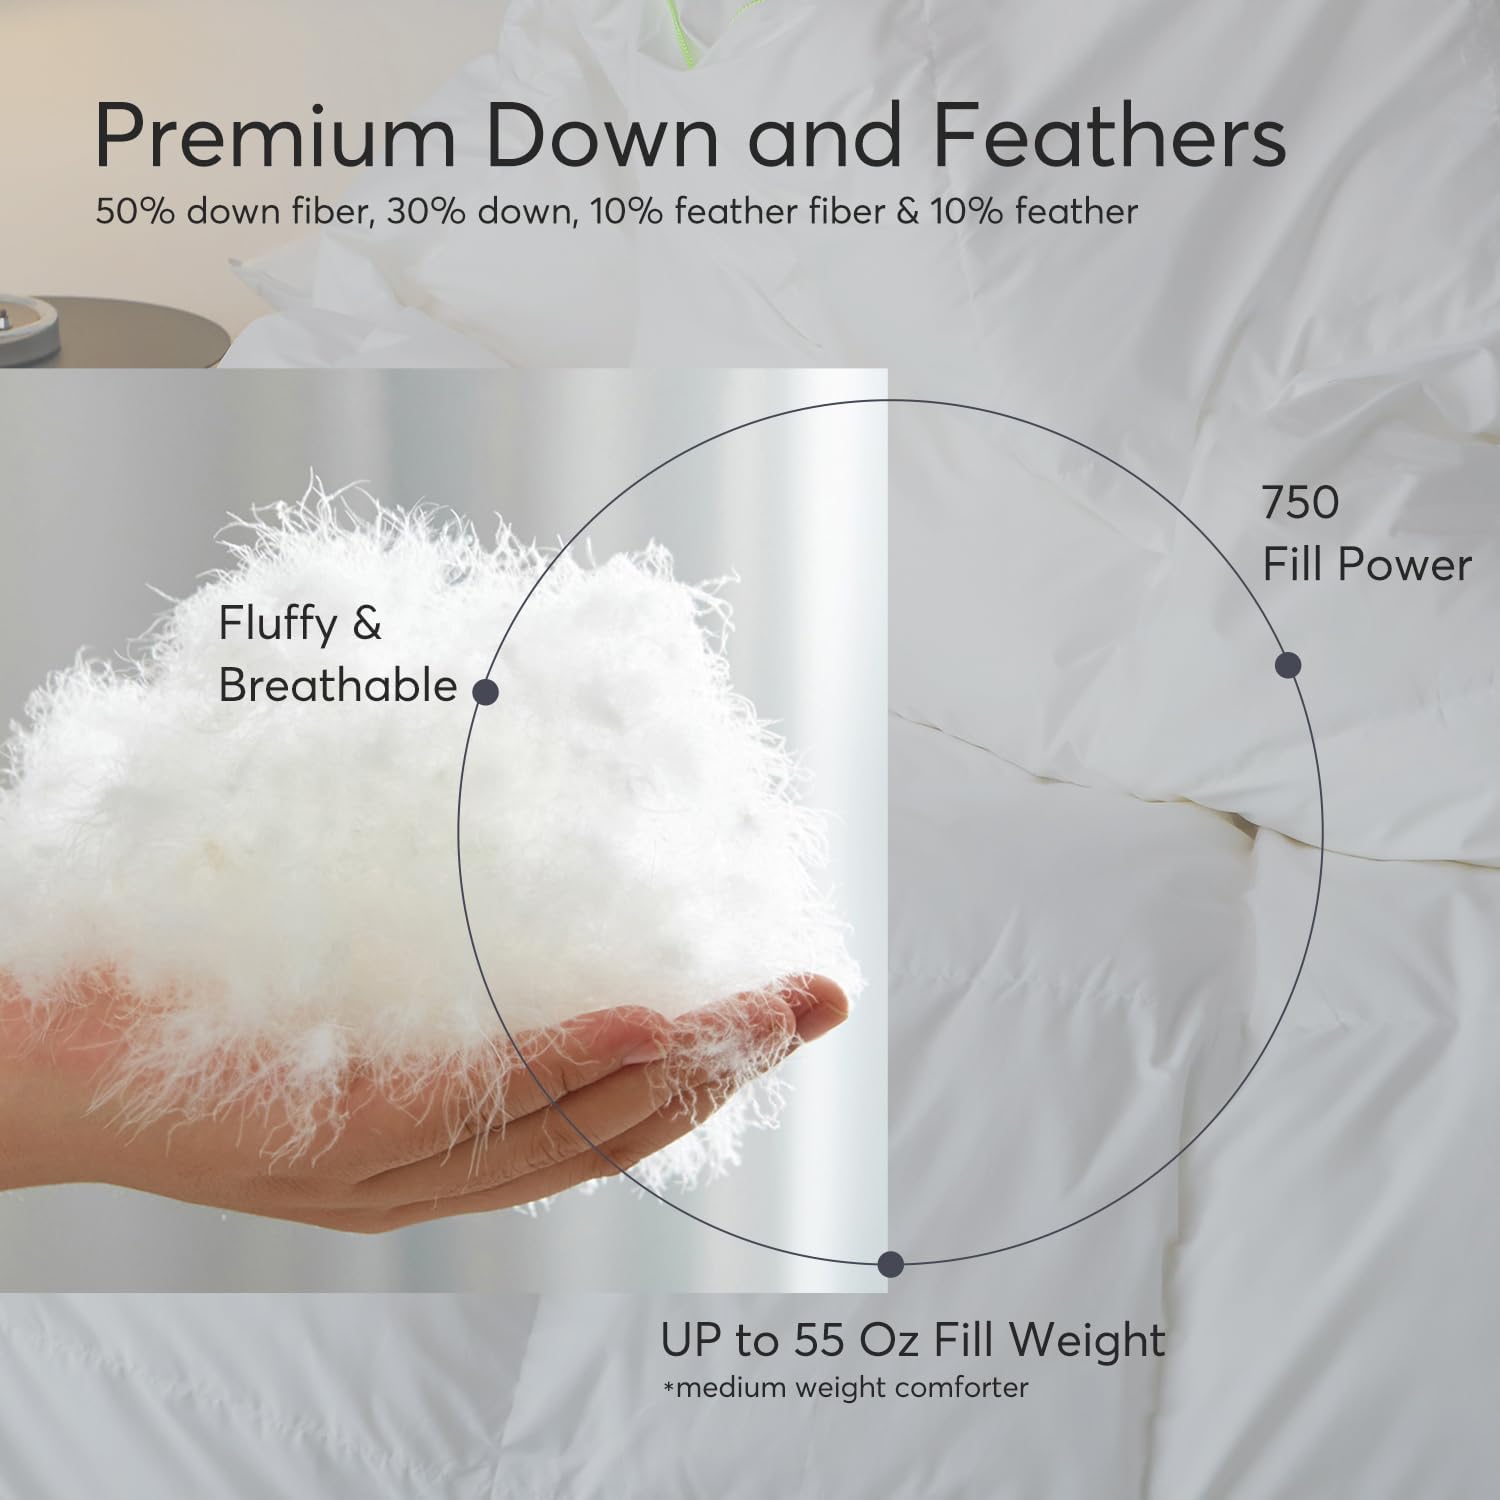 Premium Down and Feathers
50% down fiber, 30% down, 10% feather fiber & 10% feather
750
Fill Power
Fluffy &
Breathable
UP to 55 Oz Fill Weight
*medium weight comforter